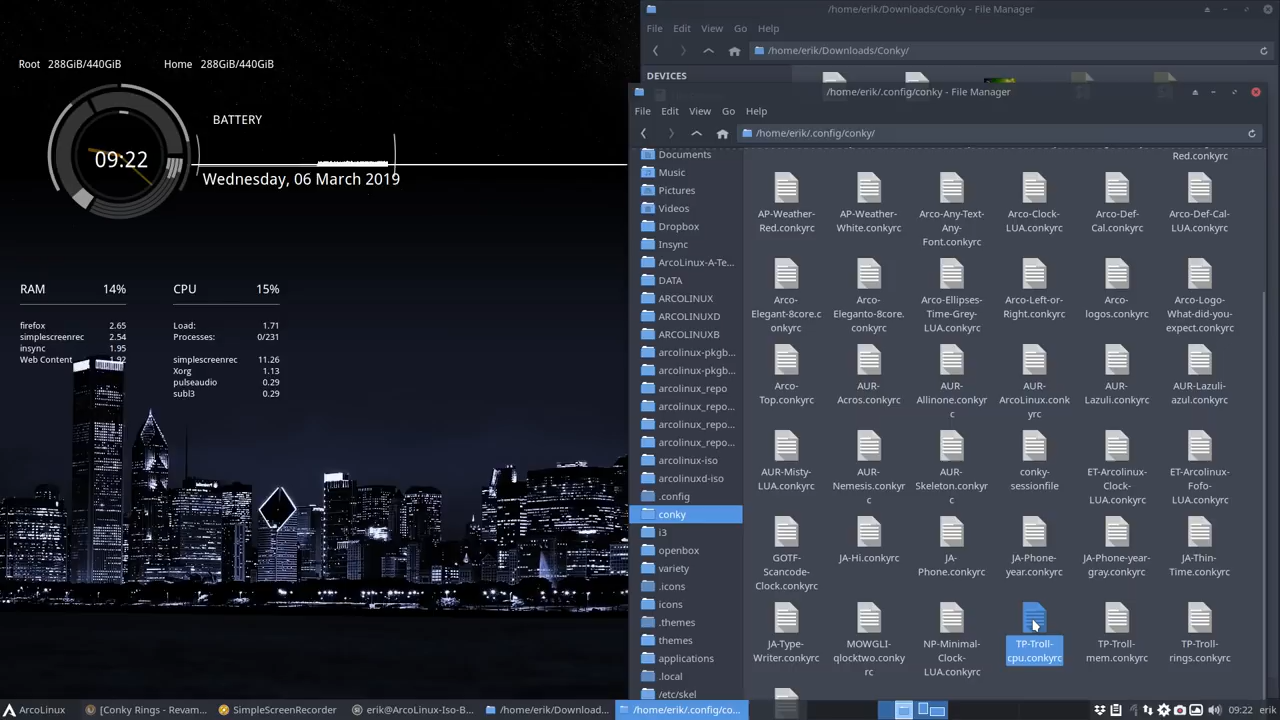 /home/erik/Downloads/Conky - File Manager
File Edit View Go Help
/home/erik/Downloads/Conky/
DEVICES
Root 288GiB/440GiB Home 288GiB/440GiB
BATTERY
09:22
Wednesday, 06 March 2019
RAM 14%
firefox 2.65
simplescreenrec 2.54
insync 1.95
Web Content 1.92
CPU 15%
Load: 1.71
Processes: 0/231
simplescreenrec 11.26
Xorg 1.13
pulseaudio 0.29
subl3 0.29
/home/erik/.config/conky - File Manager
File Edit View Go Help
/home/erik/.config/conky/
Documents
Music
Pictures
Videos
Dropbox
Insync
ArcoLinux-A-Te...
DATA
ARCOLINUX
ARCOLINUXD
ARCOLINUXB
arcolinux-pkgb...
arcolinux-pkgb...
arcolinux_repo
arcolinux_repo...
arcolinux_repo...
arcolinux_repo...
arcolinux-iso
arcolinuxd-iso
.config
conky
i3
openbox
variety
.icons
icons
.themes
themes
applications
.local
/etc/skel
Red.conkyrc
AP-Weather-
Red.conkyrc
AP-Weather-
White.conkyrc
Arco-Any-Text-
Any-
Font.conkyrc
Arco-Clock-
LUA.conkyrc
Arco-Def-
Cal.conkyrc
Arco-Def-Cal-
LUA.conkyrc
Arco-
Elegant-8core.c
onkyrc
Arco-
Eleganto-8core.
conkyrc
Arco-Ellipses-
Time-Grey-
LUA.conkyrc
Arco-Left-or-
Right.conkyrc
Arco-
logos.conkyrc
Arco-Logo-
What-did-you-
expect.conkyrc
Arco-
Top.conkyrc
AUR-
Acros.conkyrc
AUR-
Allinone.conkyr
c
AUR-
ArcoLinux.conk
yrc
AUR-
Lazuli.conkyrc
AUR-Lazuli-
azul.conkyrc
AUR-Misty-
LUA.conkyrc
AUR-
Nemesis.conkyr
c
AUR-
Skeleton.conkyr
c
conky-
sessionfile
ET-Arcolinux-
Clock-
LUA.conkyrc
ET-Arcolinux-
Fofo-
LUA.conkyrc
GOTF-
Scancode-
Clock.conkyrc
JA-Hi.conkyrc
JA-
Phone.conkyrc
JA-Phone-
year.conkyrc
JA-Phone-year-
gray.conkyrc
JA-Thin-
Time.conkyrc
JA-Type-
Writer.conkyrc
MOWGLI-
qlocktwo.conky
rc
NP-Minimal-
Clock-
LUA.conkyrc
TP-Troll-
cpu.conkyrc
TP-Troll-
mem.conkyrc
TP-Troll-
rings.conkyrc
ArcoLinux [Conky Rings - Revam... SimpleScreenRecorder erik@ArcoLinux-Iso-B... /home/erik/Download... /home/erik/.config/co... 09:22 erik